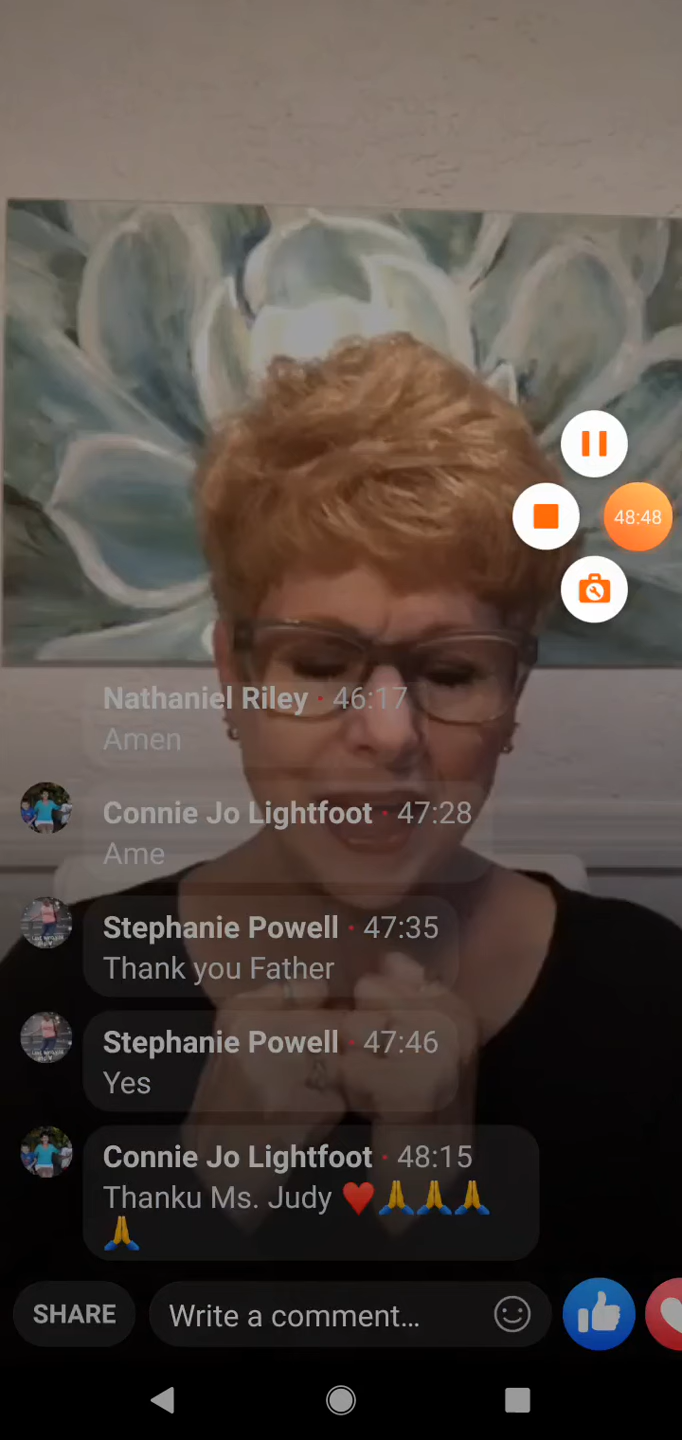 48:48
Nathaniel Riley · 46:17
Amen
Connie Jo Lightfoot · 47:28
Ame
Stephanie Powell · 47:35
Thank you Father
Stephanie Powell · 47:46
Yes
Connie Jo Lightfoot · 48:15
Thanku Ms. Judy ❤️🙏🙏🙏
🙏
SHARE
Write a comment...